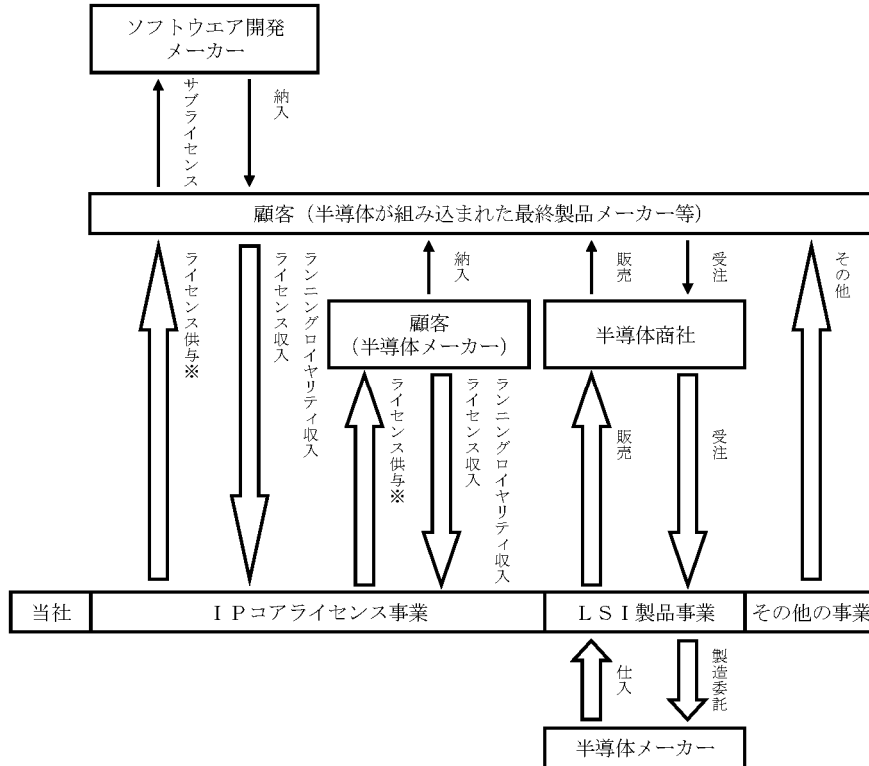 ソフトウエア開発
メーカー
サブライセンス
納入
顧客（半導体が組み込まれた最終製品メーカー等）
ライセンス供与※
ランニングロイヤリティ収入
ライセンス収入
納入
販売
受注
その他
顧客
（半導体メーカー）
半導体商社
ライセンス供与※
ランニングロイヤリティ収入
ライセンス収入
販売
受注
当社
ＩＰコアライセンス事業
ＬＳＩ製品事業
その他の事業
仕入
製造委託
半導体メーカー